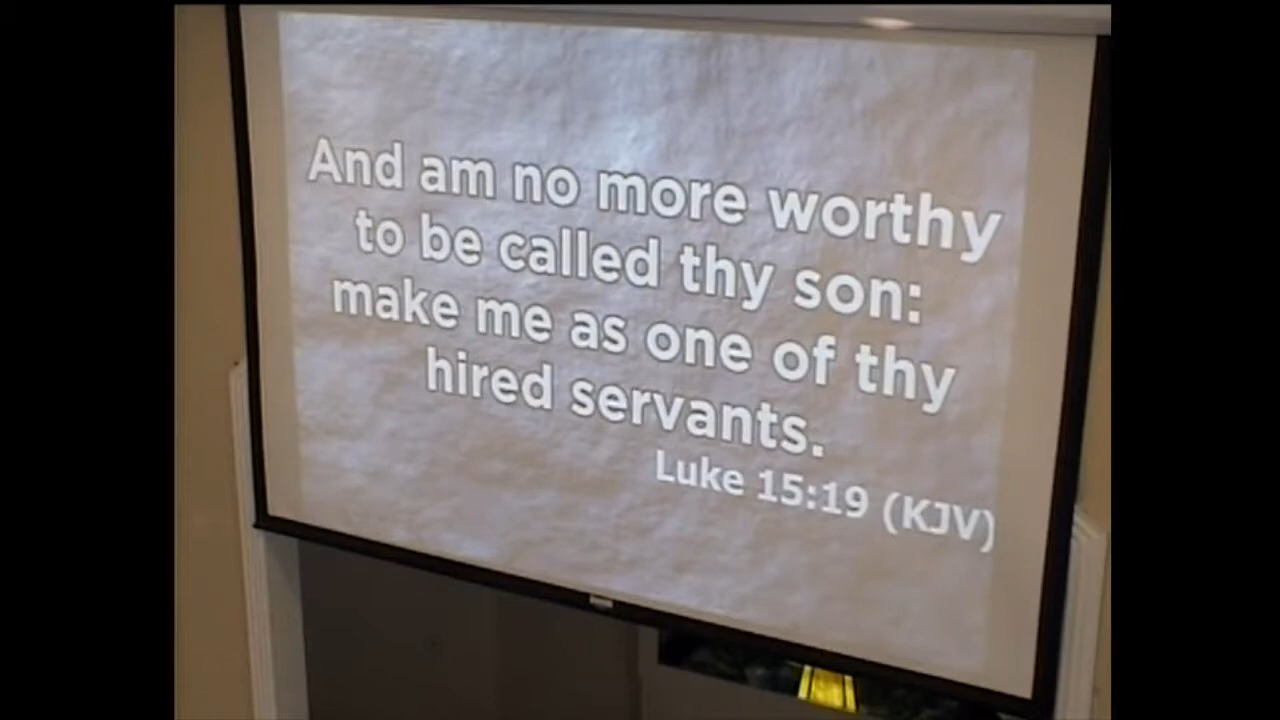 And am no more worthy
to be called thy son:
make me as one of thy
hired servants.
Luke 15:19 (KJV)